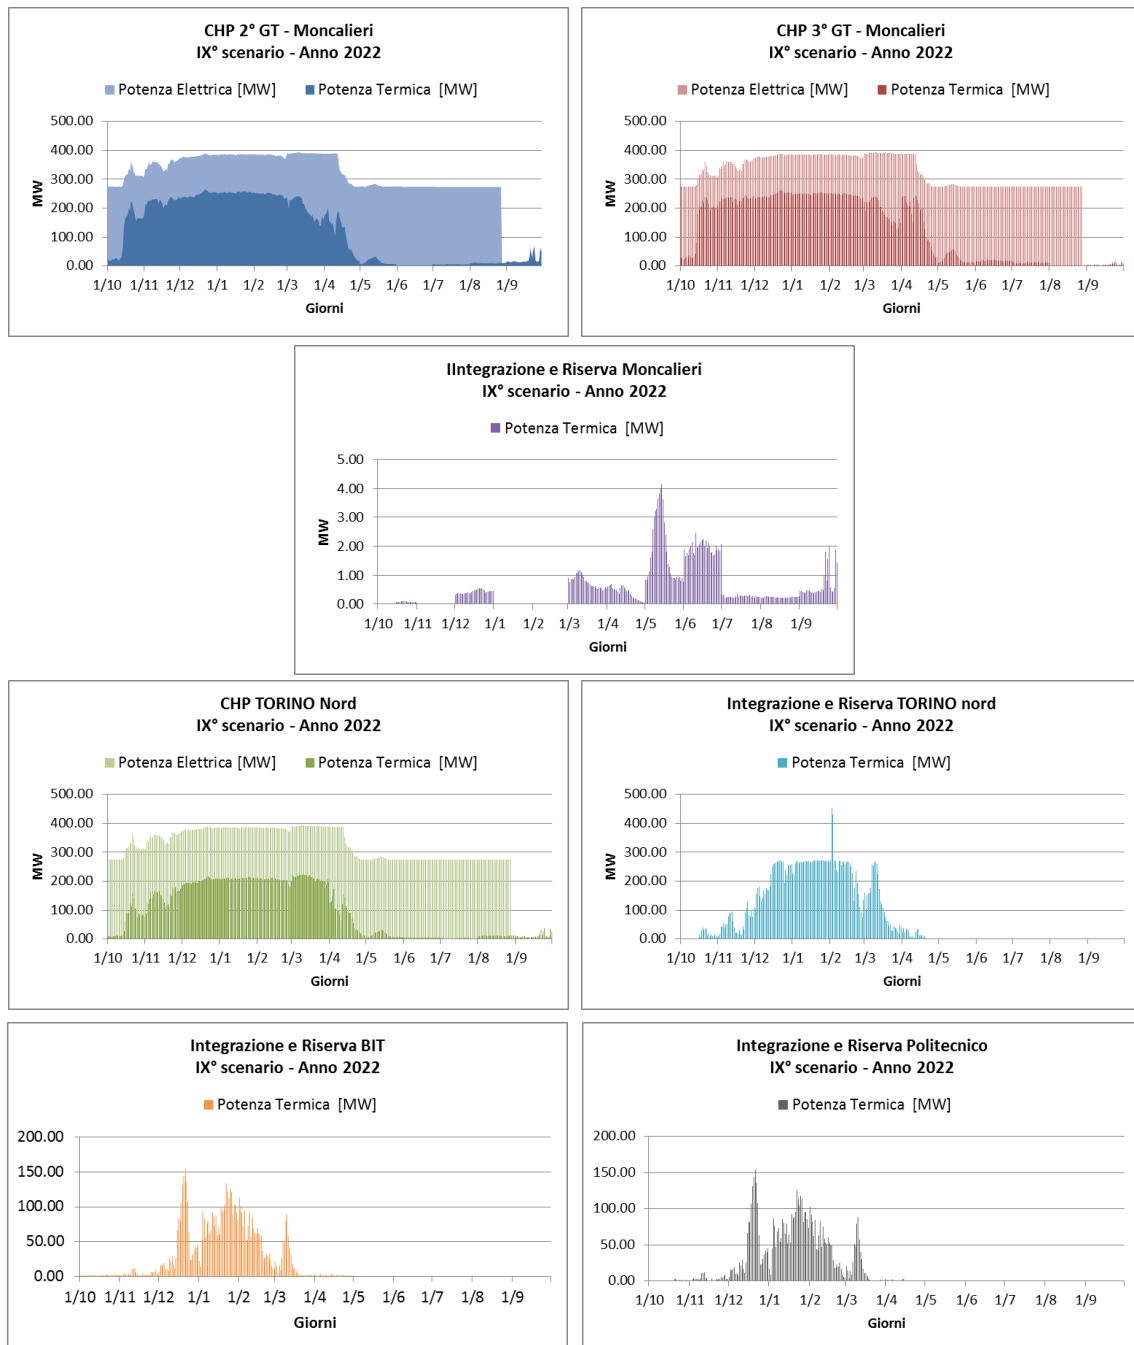 CHP 2° GT - Moncalieri
IX° scenario - Anno 2022
Potenza Elettrica [MW] Potenza Termica [MW]
500.00
400.00
300.00
200.00
100.00
0.00
MW
1/10 1/11 1/12 1/1 1/2 1/3 1/4 1/5 1/6 1/7 1/8 1/9
Giorni
CHP 3° GT - Moncalieri
IX° scenario - Anno 2022
Potenza Elettrica [MW] Potenza Termica [MW]
500.00
400.00
300.00
200.00
100.00
0.00
MW
1/10 1/11 1/12 1/1 1/2 1/3 1/4 1/5 1/6 1/7 1/8 1/9
Giorni
IIntegrazione e Riserva Moncalieri
IX° scenario - Anno 2022
Potenza Termica [MW]
5.00
4.00
3.00
2.00
1.00
0.00
MW
1/10 1/11 1/12 1/1 1/2 1/3 1/4 1/5 1/6 1/7 1/8 1/9
Giorni
CHP TORINO Nord
IX° scenario - Anno 2022
Potenza Elettrica [MW] Potenza Termica [MW]
500.00
400.00
300.00
200.00
100.00
0.00
MW
1/10 1/11 1/12 1/1 1/2 1/3 1/4 1/5 1/6 1/7 1/8 1/9
Giorni
Integrazione e Riserva TORINO nord
IX° scenario - Anno 2022
Potenza Termica [MW]
500.00
400.00
300.00
200.00
100.00
0.00
MW
1/10 1/11 1/12 1/1 1/2 1/3 1/4 1/5 1/6 1/7 1/8 1/9
Giorni
Integrazione e Riserva BIT
IX° scenario - Anno 2022
Potenza Termica [MW]
200.00
150.00
100.00
50.00
0.00
1/10 1/11 1/12 1/1 1/2 1/3 1/4 1/5 1/6 1/7 1/8 1/9
Giorni
Integrazione e Riserva Politecnico
IX° scenario - Anno 2022
Potenza Termica [MW]
200.00
150.00
100.00
50.00
0.00
1/10 1/11 1/12 1/1 1/2 1/3 1/4 1/5 1/6 1/7 1/8 1/9
Giorni